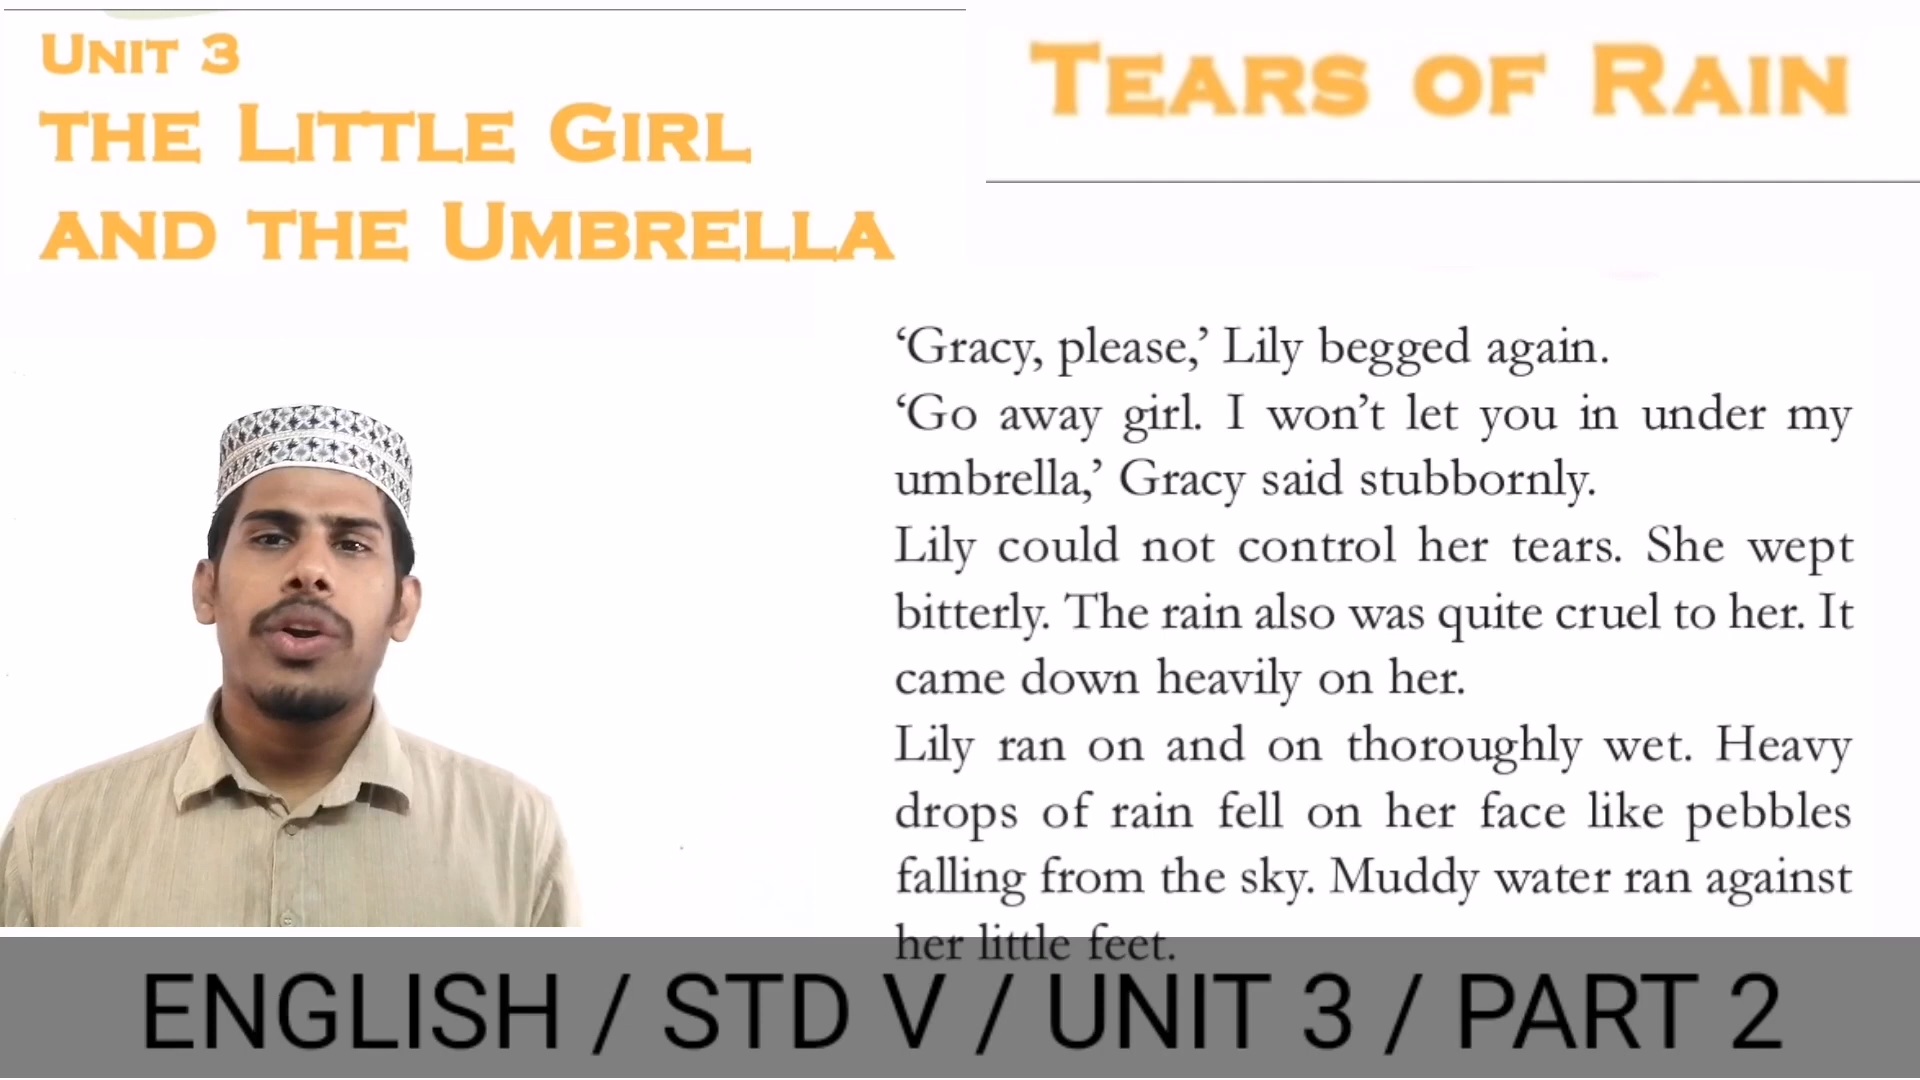 UNIT 3
THE LITTLE GIRL
AND THE UMBRELLA
TEARS OF RAIN
‘Gracy, please,’ Lily begged again.
‘Go away girl. I won’t let you in under my
umbrella,’ Gracy said stubbornly.
Lily could not control her tears. She wept
bitterly. The rain also was quite cruel to her. It
came down heavily on her.
Lily ran on and on thoroughly wet. Heavy
drops of rain fell on her face like pebbles
falling from the sky. Muddy water ran against
her little feet.
ENGLISH / STD V / UNIT 3 / PART 2